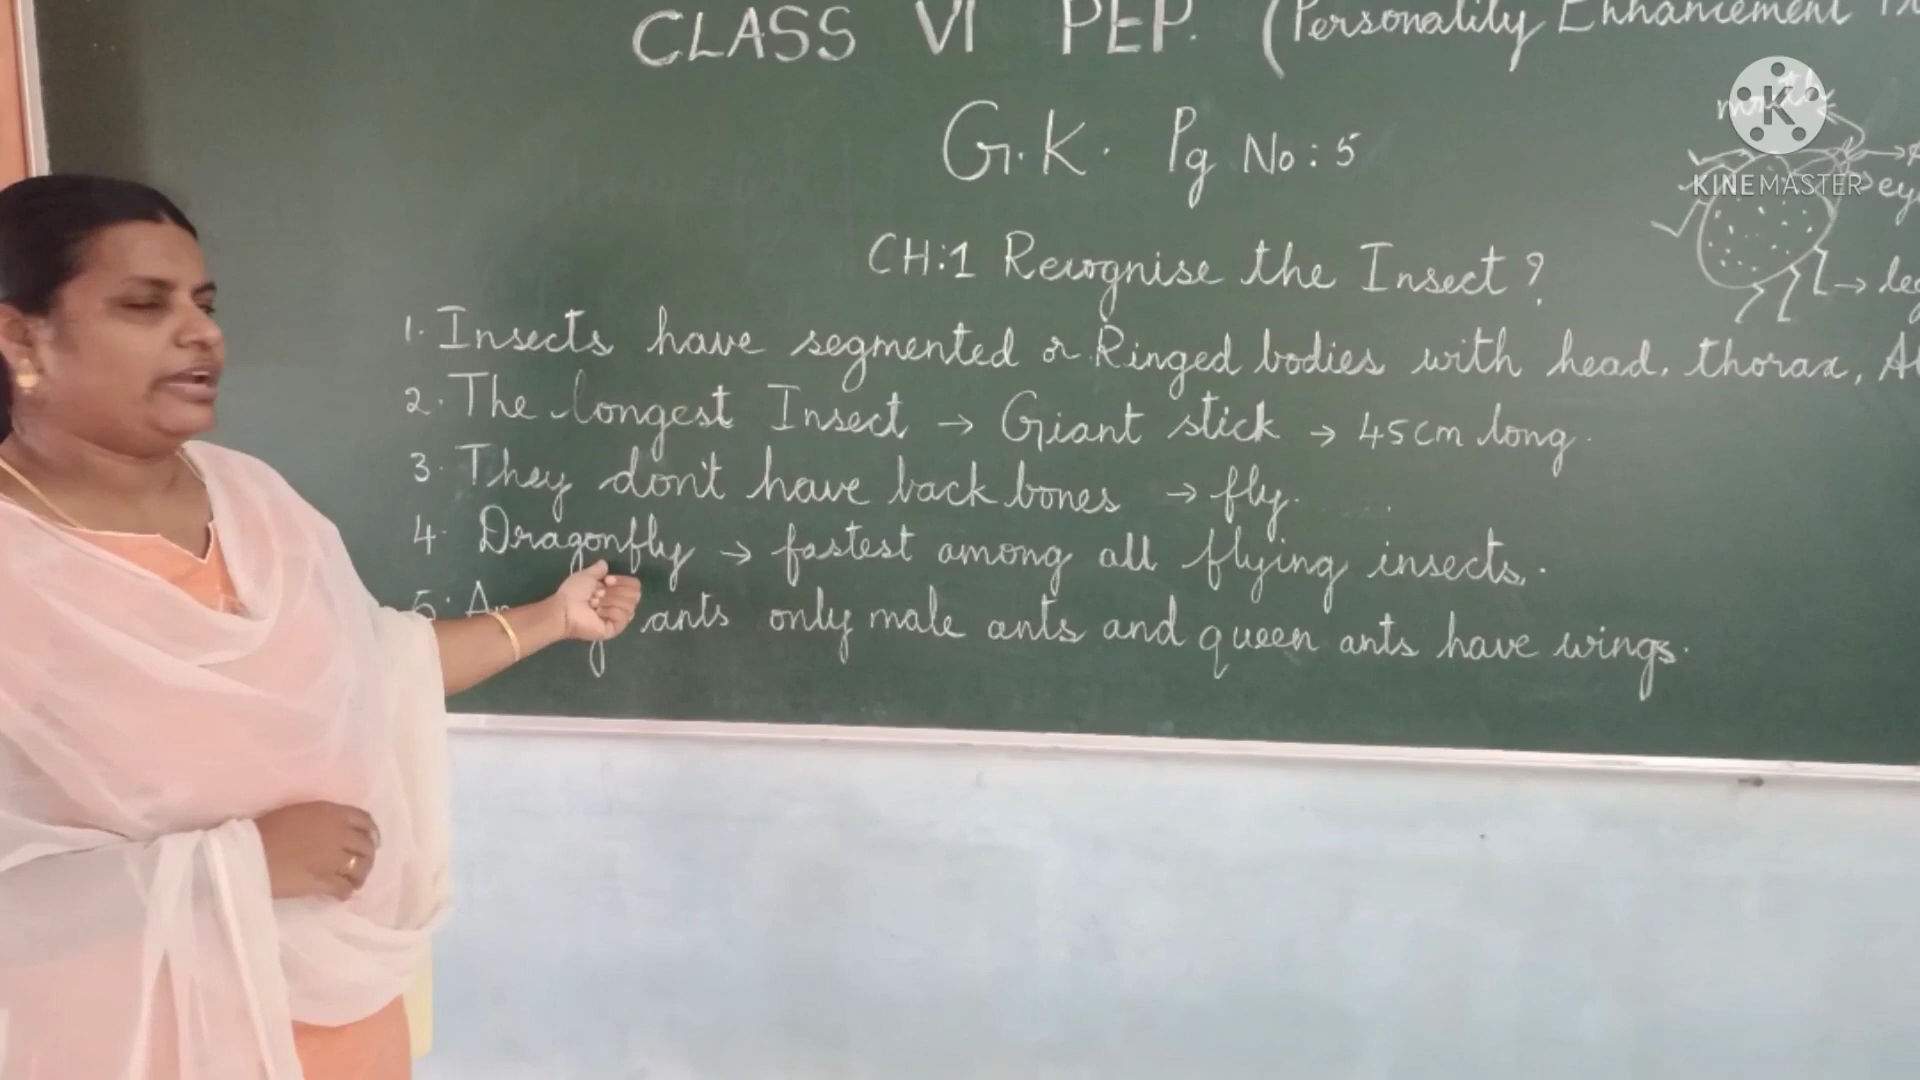 CLASS VI PEP. (Personality Enhancement
G.K. Pg No: 5
CH:1 Recognise the Insect?
1. Insects have segmented or Ringed bodies with head, thorax,
2. The longest Insect → Giant stick → 45cm long.
3. They don't have back bones → fly.
4. Dragonfly → fastest among all flying insects.
5. ants only male ants and queen ants have wings.
mouth
KINEMASTER